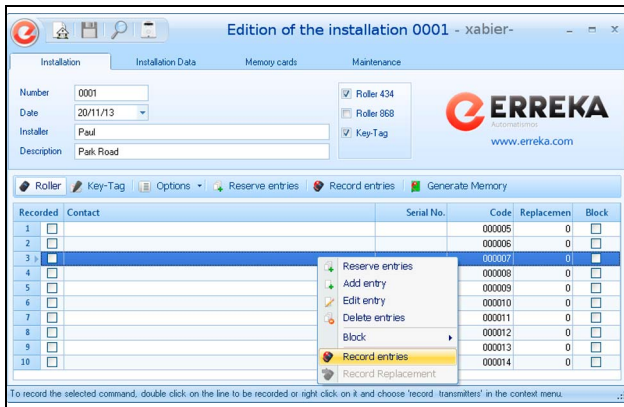 Edition of the installation 0001 - xabier-
Installation Installation Data Memory cards Maintenance
Number 0001 Roller 434
Date 20/11/13 Roller 868
Installer Paul Key-Tag
Description Park Road
ERREKA
Automatismos
www.erreka.com
Roller Key-Tag Options Reserve entries Record entries Generate Memory
Recorded Contact Serial No. Code Replacemen Block
1 000005 0
2 000006 0
3 000007 0
4 000008 0
5 000009 0
6 000010 0
7 000011 0
8 000012 0
9 000013 0
10 000014 0
Reserve entries
Add entry
Edit entry
Delete entries
Block
Record entries
Record Replacement
To record the selected command, double click on the line to be recorded or right click on it and choose 'record transmitters' in the context menu.